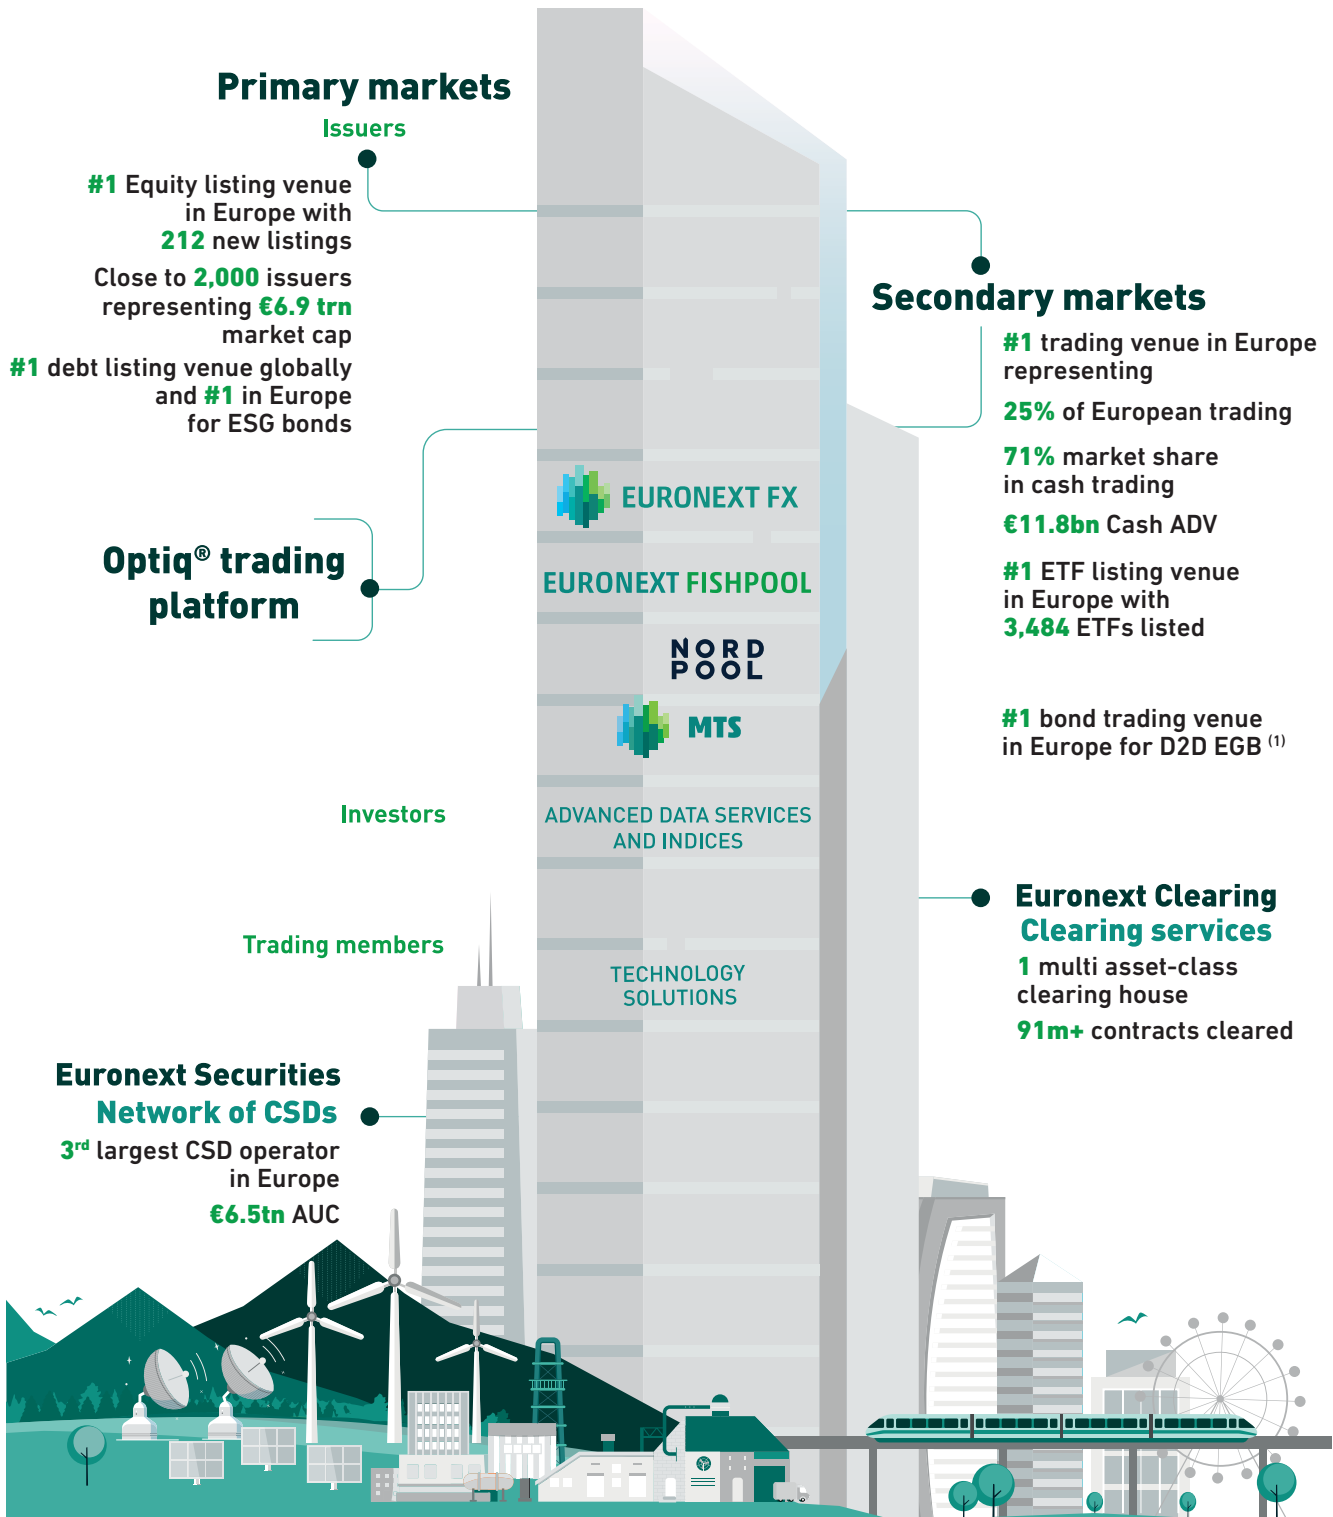 Primary markets
Issuers
#1 Equity listing venue
in Europe with
212 new listings
Close to 2,000 issuers
representing €6.9 trn
market cap
#1 debt listing venue globally
and #1 in Europe
for ESG bonds
Optiq® trading
platform
Investors
Trading members
Euronext Securities
Network of CSDs
3rd largest CSD operator
in Europe
€6.5tn AUC
EURONEXT FX
EURONEXT FISHPOOL
NORD
POOL
MTS
ADVANCED DATA SERVICES
AND INDICES
TECHNOLOGY
SOLUTIONS
Secondary markets
#1 trading venue in Europe
representing
25% of European trading
71% market share
in cash trading
€11.8bn Cash ADV
#1 ETF listing venue
in Europe with
3,484 ETFs listed
#1 bond trading venue
in Europe for D2D EGB (1)
Euronext Clearing
Clearing services
1 multi asset-class
clearing house
91m+ contracts cleared